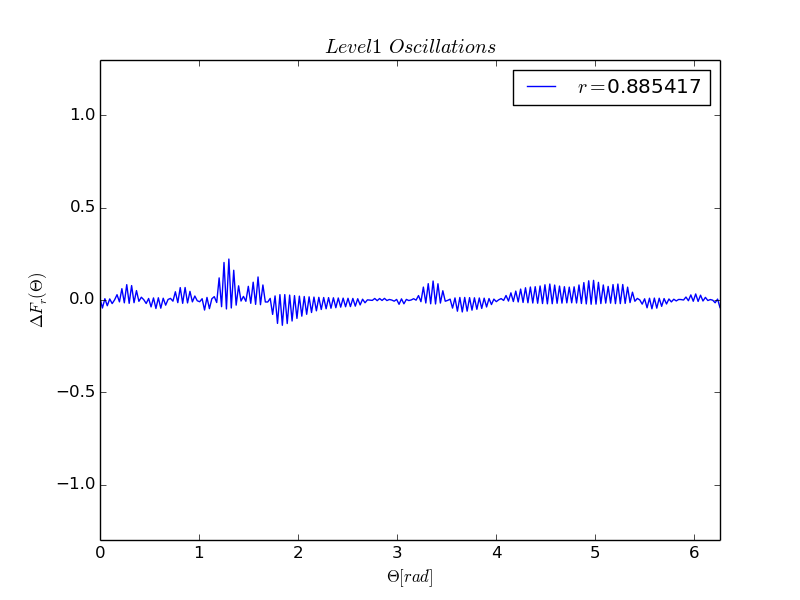 Level1 Oscillations
r=0.885417
1.0
0.5
0.0
−0.5
−1.0
ΔF_r(Θ)
0 1 2 3 4 5 6
Θ[rad]